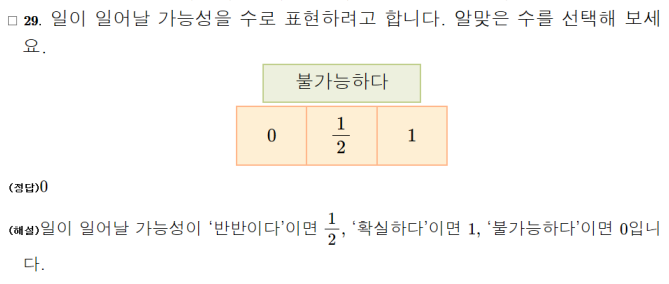 □ 29. 일이 일어날 가능성을 수로 표현하려고 합니다. 알맞은 수를 선택해 보세
요.
불가능하다
0 1/2 1
(정답)0
(해설)일이 일어날 가능성이 ‘반반이다’이면 1/2, ‘확실하다’이면 1, ‘불가능하다’이면 0입니
다.